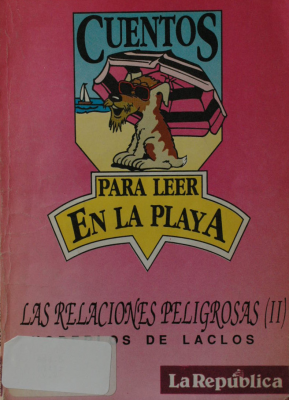 CUENTOS
PARA LEER
EN LA PLAYA
LAS RELACIONES PELIGROSAS (II)
DE LACLOS
La República